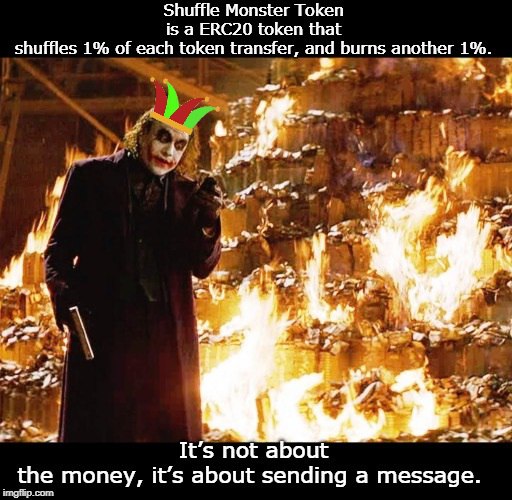 Shuffle Monster Token
is a ERC20 token that
shuffles 1% of each token transfer, and burns another 1%.
It's not about
the money, it's about sending a message.
imgflip.com